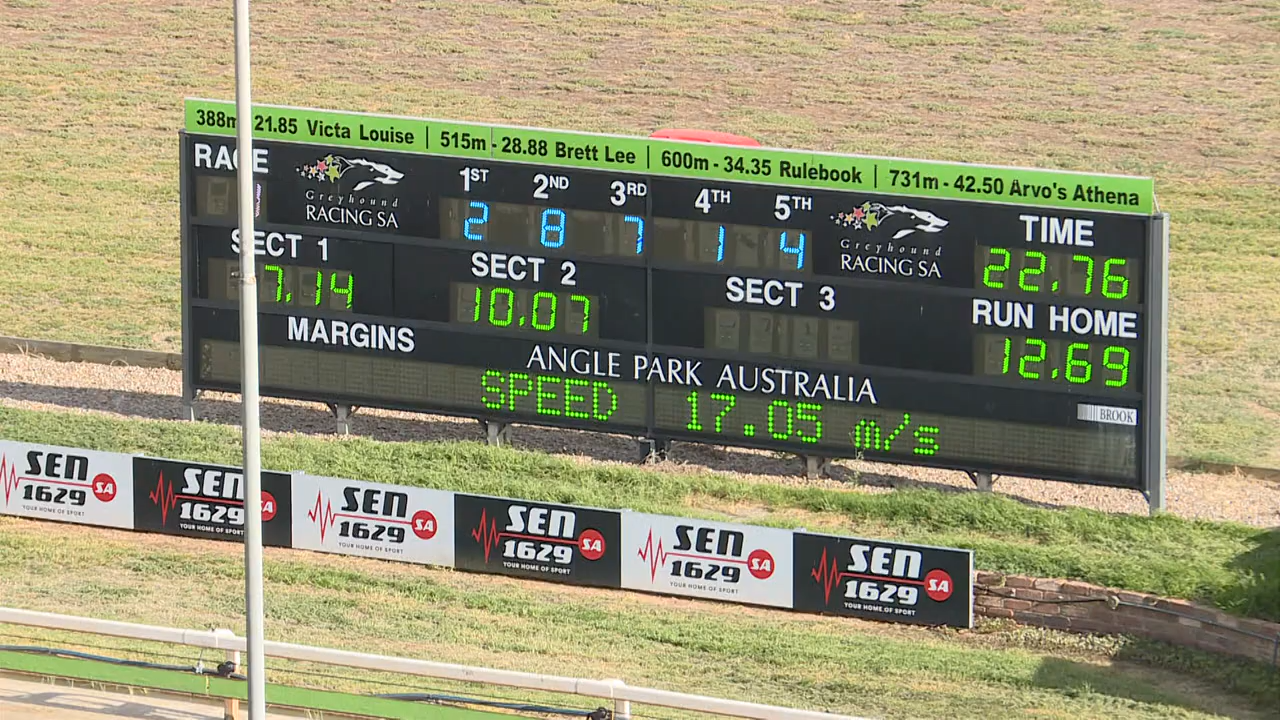 388m 21.85 Victa Louise | 515m - 28.88 Brett Lee | 600m - 34.35 Rulebook | 731m - 42.50 Arvo's Athena
RACE
Greyhound
RACING SA
1ST 2ND 3RD 4TH 5TH
2 8 7 1 4
Greyhound
RACING SA
TIME
22.76
SECT 1
7.14
SECT 2
10.07
SECT 3
RUN HOME
12.69
MARGINS
ANGLE PARK AUSTRALIA
BROOK
SPEED 17.05 m/s
SEN
1629 SA
YOUR HOME OF SPORT
SEN
1629 SA
YOUR HOME OF SPORT
SEN
1629 SA
YOUR HOME OF SPORT
SEN
1629 SA
YOUR HOME OF SPORT
SEN
1629 SA
YOUR HOME OF SPORT
SEN
1629 SA
YOUR HOME OF SPORT